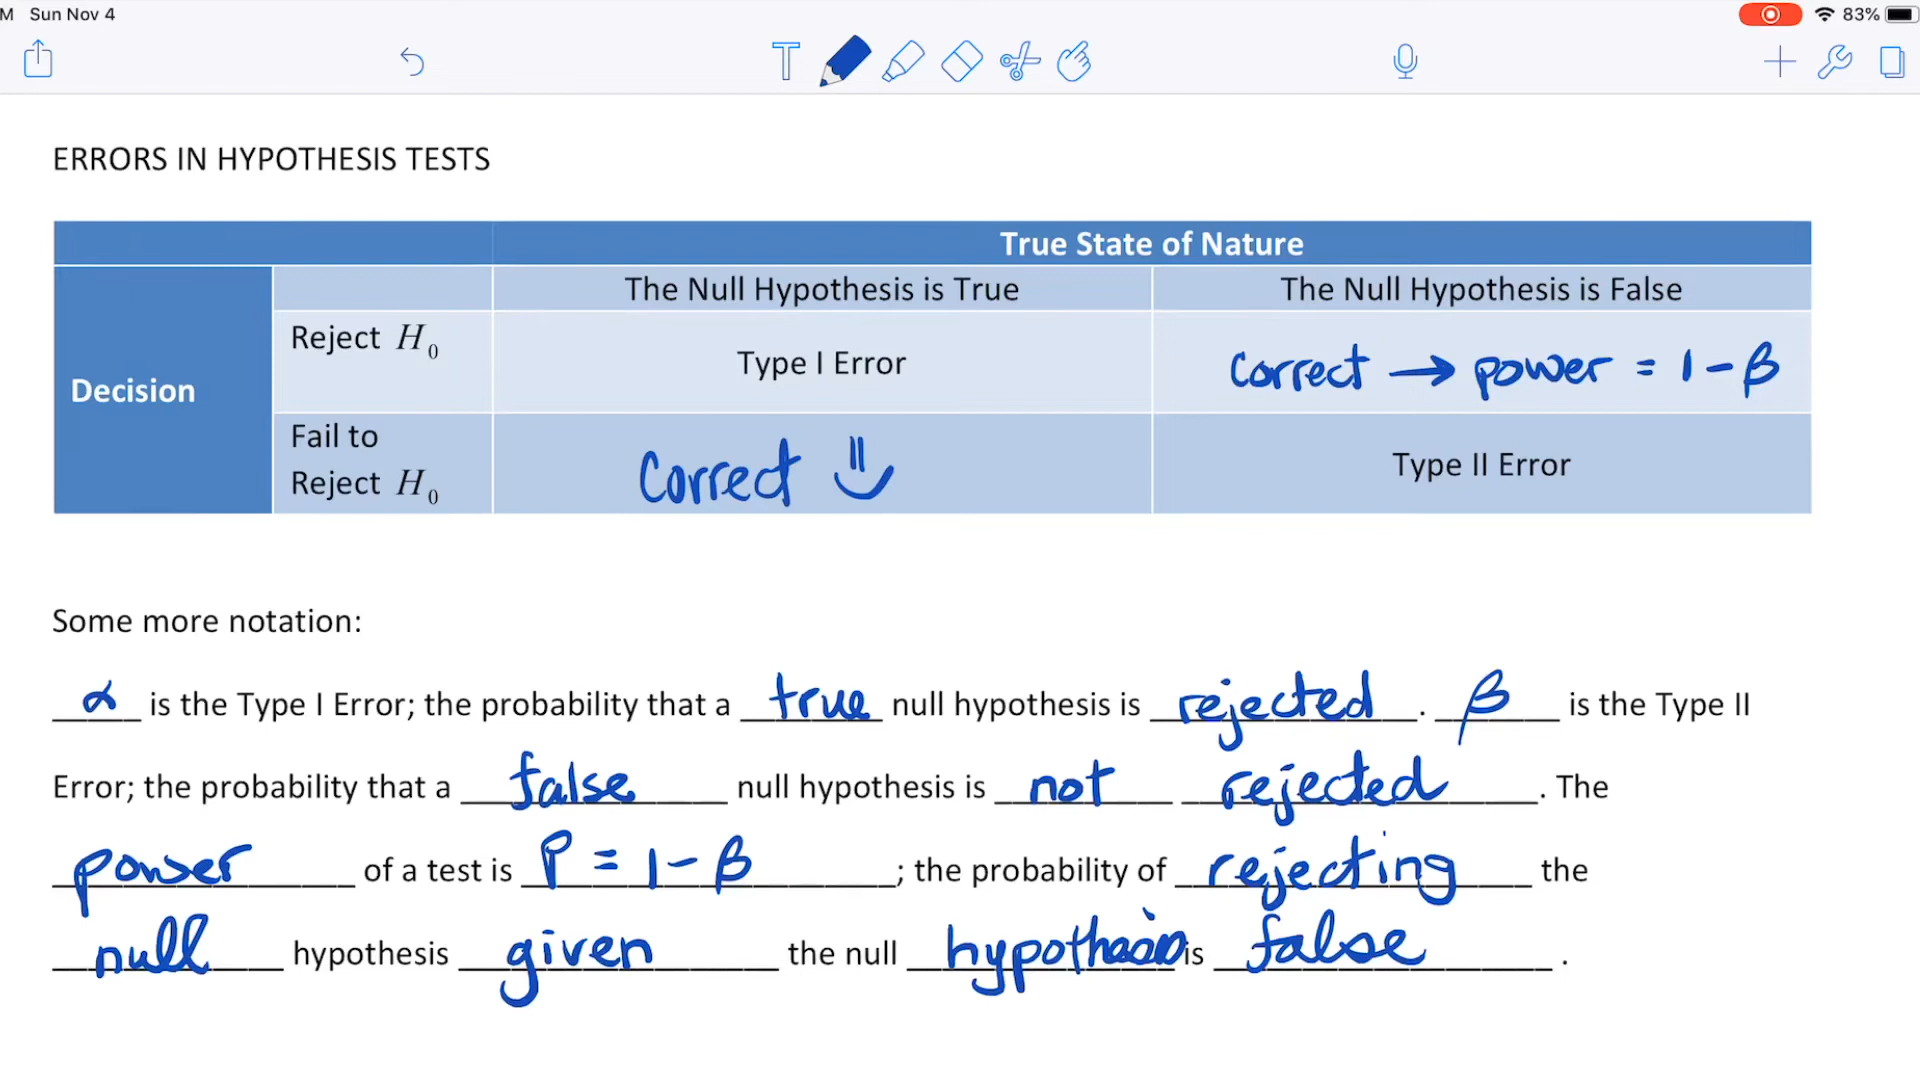 M Sun Nov 4 83%
T
ERRORS IN HYPOTHESIS TESTS
True State of Nature
The Null Hypothesis is True The Null Hypothesis is False
Decision
Reject H0 Type I Error Correct → power = 1 - β
Fail to Reject H0 Correct Type II Error
Some more notation:
α is the Type I Error; the probability that a true null hypothesis is rejected. β is the Type II
Error; the probability that a false null hypothesis is not rejected. The
power of a test is P = 1 - β; the probability of rejecting the
null hypothesis given the null hypothesis is false.